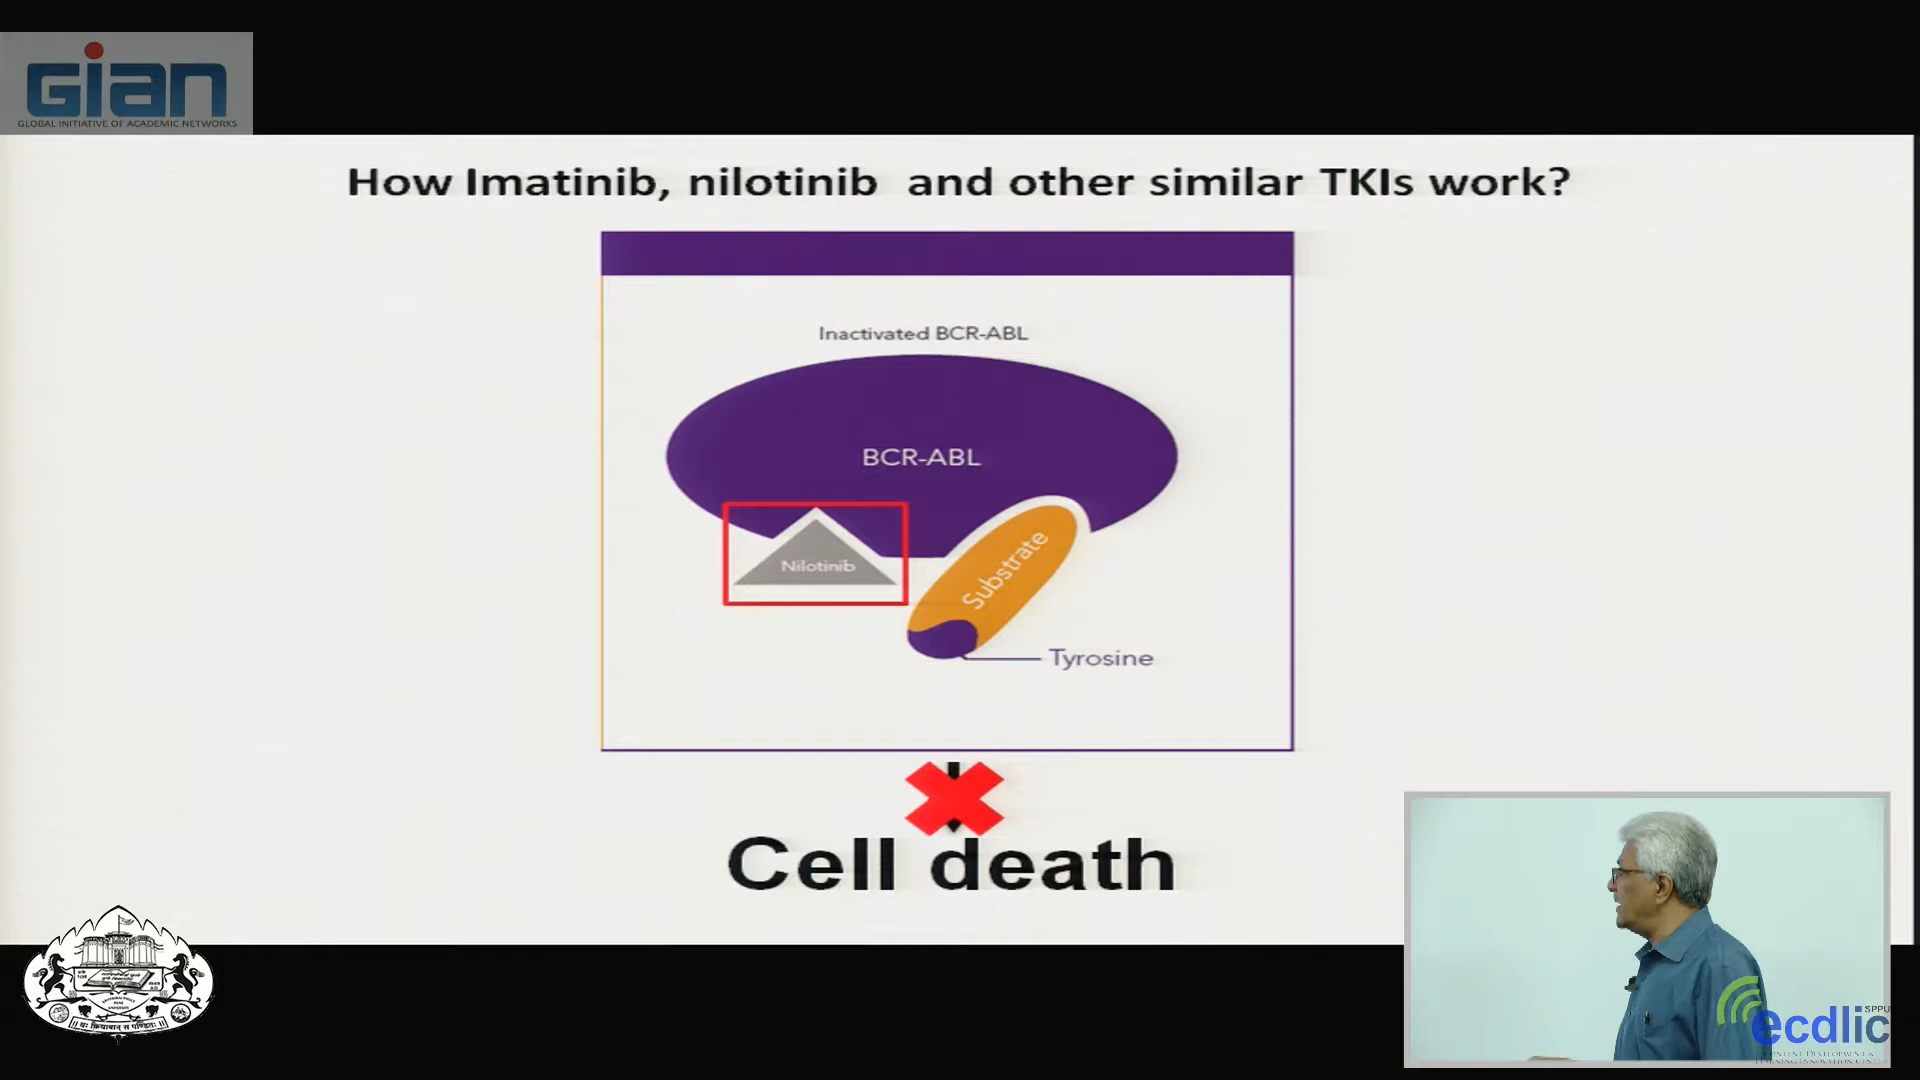 GIAN
GLOBAL INITIATIVE OF ACADEMIC NETWORKS
How Imatinib, nilotinib and other similar TKIs work?
Inactivated BCR-ABL
BCR-ABL
Nilotinib
Substrate
Tyrosine
Cell death
SPPU
ecdlic